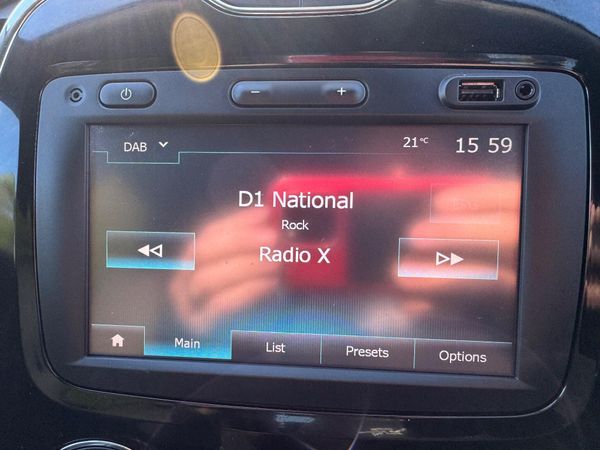 DAB
21°C
15 59
D1 National
Rock
Radio X
Main
List
Presets
Options